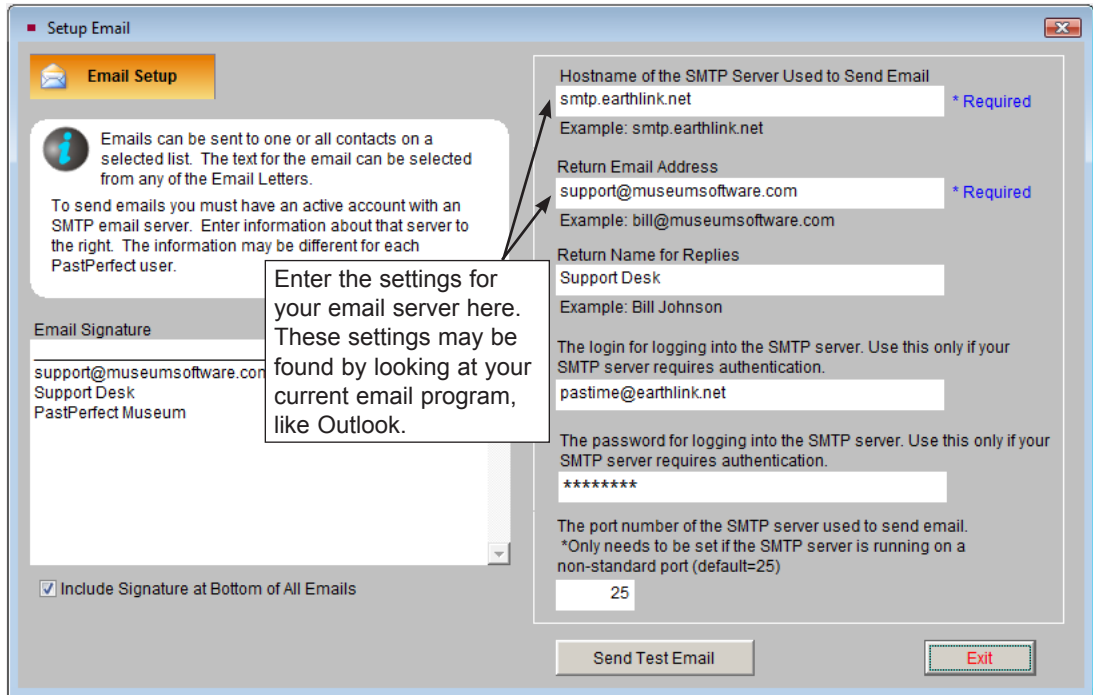 Setup Email
Email Setup
Emails can be sent to one or all contacts on a
selected list. The text for the email can be selected
from any of the Email Letters.
To send emails you must have an active account with an
SMTP email server. Enter information about that server to
the right. The information may be different for each
PastPerfect user.
Email Signature
support@museumsoftware.com
Support Desk
PastPerfect Museum
Include Signature at Bottom of All Emails
Enter the settings for
your email server here.
These settings may be
found by looking at your
current email program,
like Outlook.
Hostname of the SMTP Server Used to Send Email
smtp.earthlink.net
* Required
Example: smtp.earthlink.net
Return Email Address
support@museumsoftware.com
* Required
Example: bill@museumsoftware.com
Return Name for Replies
Support Desk
Example: Bill Johnson
The login for logging into the SMTP server. Use this only if your
SMTP server requires authentication.
pastime@earthlink.net
The password for logging into the SMTP server. Use this only if your
SMTP server requires authentication.
********
The port number of the SMTP server used to send email.
*Only needs to be set if the SMTP server is running on a
non-standard port (default=25)
25
Send Test Email
Exit